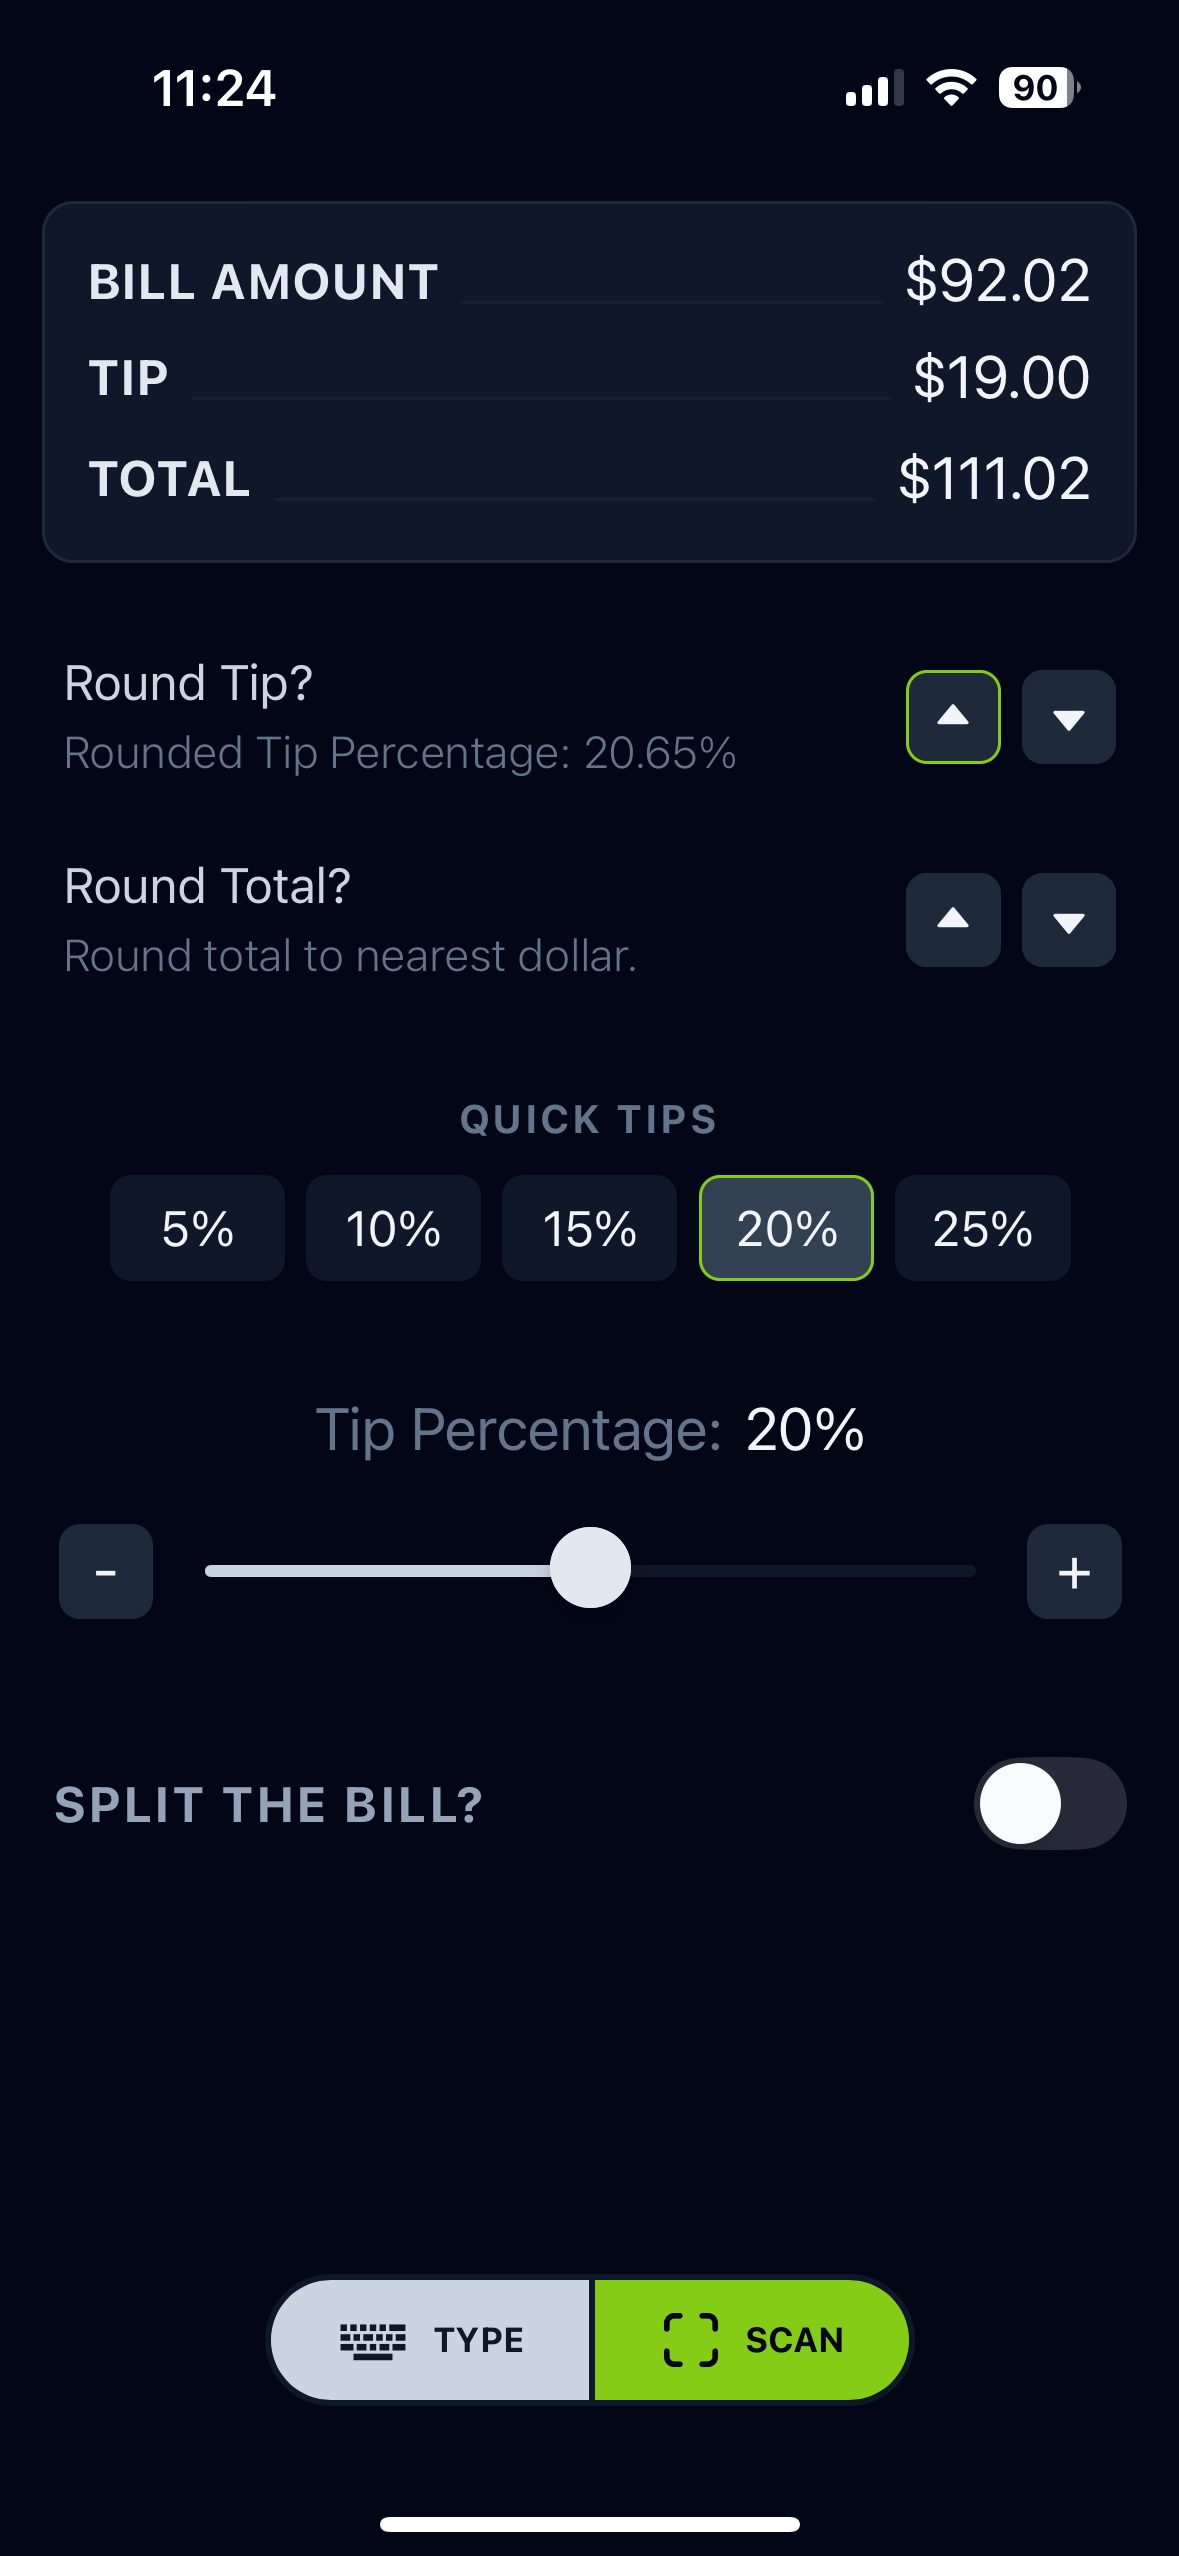 11:24
90
BILL AMOUNT $92.02
TIP $19.00
TOTAL $111.02
Round Tip?
Rounded Tip Percentage: 20.65%
Round Total?
Round total to nearest dollar.
QUICK TIPS
5% 10% 15% 20% 25%
Tip Percentage: 20%
- +
SPLIT THE BILL?
TYPE SCAN